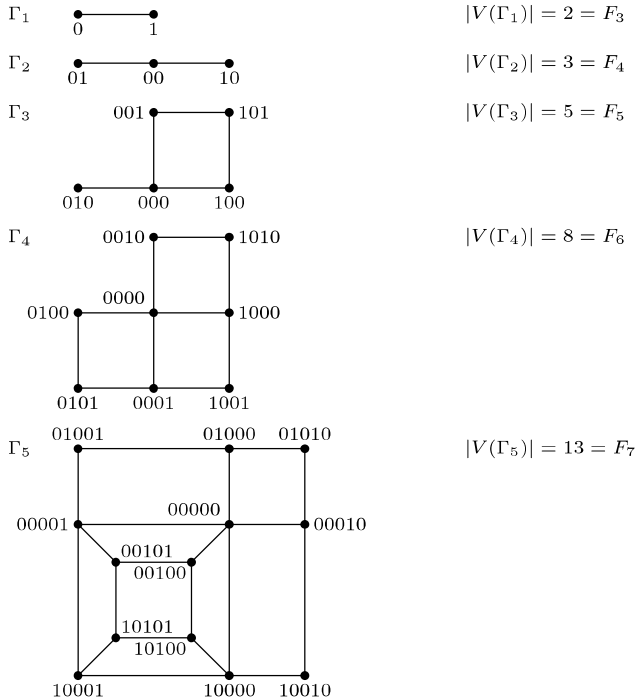 Γ₁ |V(Γ₁)| = 2 = F₃
0 1
Γ₂ |V(Γ₂)| = 3 = F₄
01 00 10
Γ₃ 001 101 |V(Γ₃)| = 5 = F₅
010 000 100
Γ₄ 0010 1010 |V(Γ₄)| = 8 = F₆
0000
0100 1000
0101 0001 1001
01001 01000 01010
Γ₅ |V(Γ₅)| = 13 = F₇
00000
00001 00010
00101
00100
10101
10100
10001 10000 10010